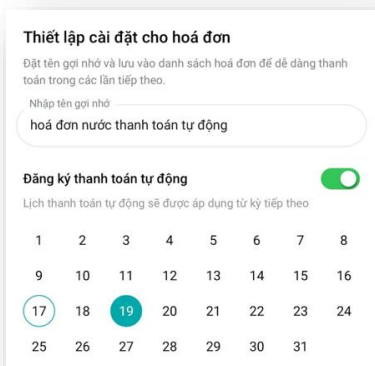 Thiết lập cài đặt cho hoá đơn
Đặt tên gợi nhớ và lưu vào danh sách hoá đơn để dễ dàng thanh
toán trong các lần tiếp theo.
Nhập tên gợi nhớ
hoá đơn nước thanh toán tự động
Đăng ký thanh toán tự động
Lịch thanh toán tự động sẽ được áp dụng từ kỳ tiếp theo
1 2 3 4 5 6 7 8
9 10 11 12 13 14 15 16
17 18 19 20 21 22 23 24
25 26 27 28 29 30 31